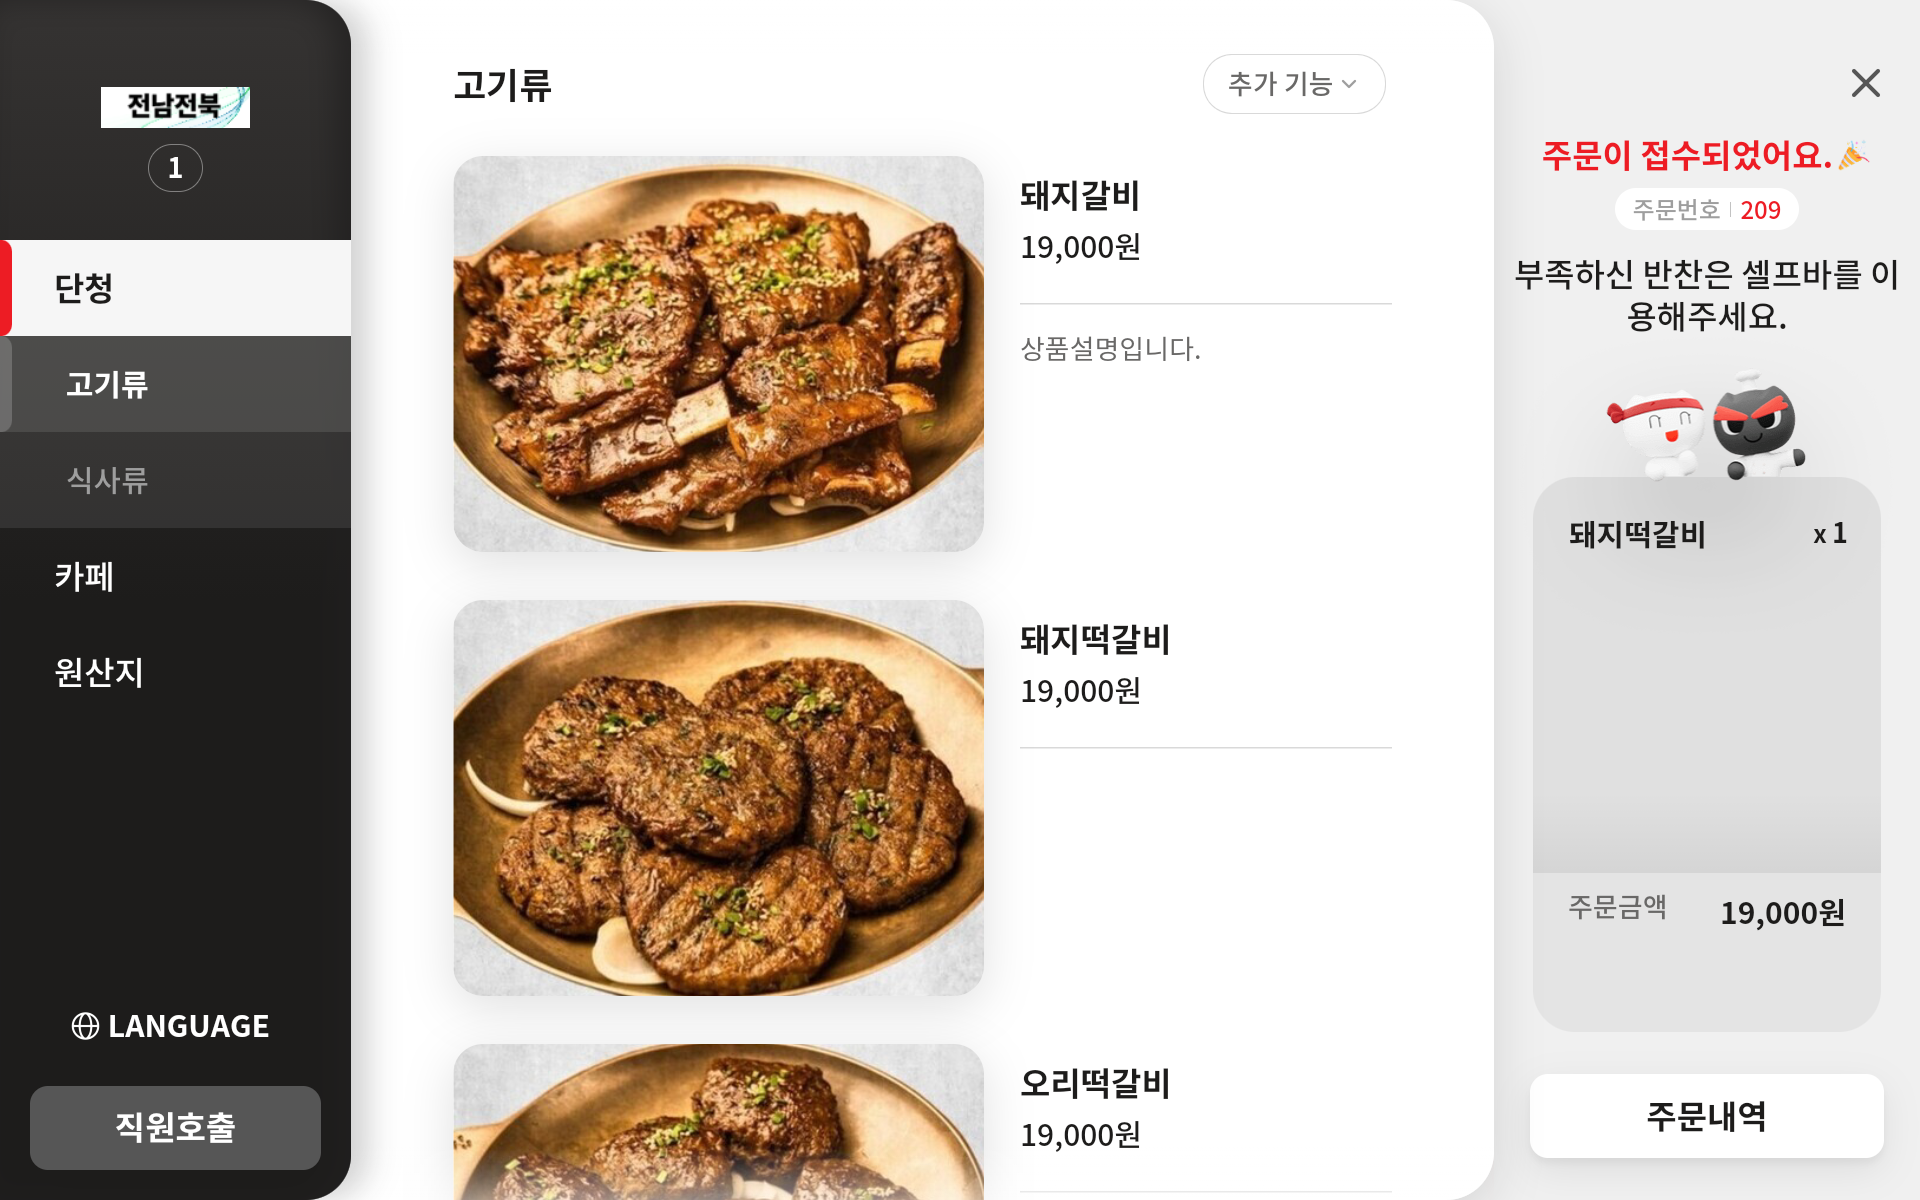 전남전북
1
단청
고기류
식사류
카페
원산지
LANGUAGE
직원호출
고기류
추가 기능
돼지갈비
19,000원
상품설명입니다.
돼지떡갈비
19,000원
오리떡갈비
19,000원
주문이 접수되었어요.🎉
주문번호 | 209
부족하신 반찬은 셀프바를 이
용해주세요.
돼지떡갈비 x 1
주문금액 19,000원
주문내역